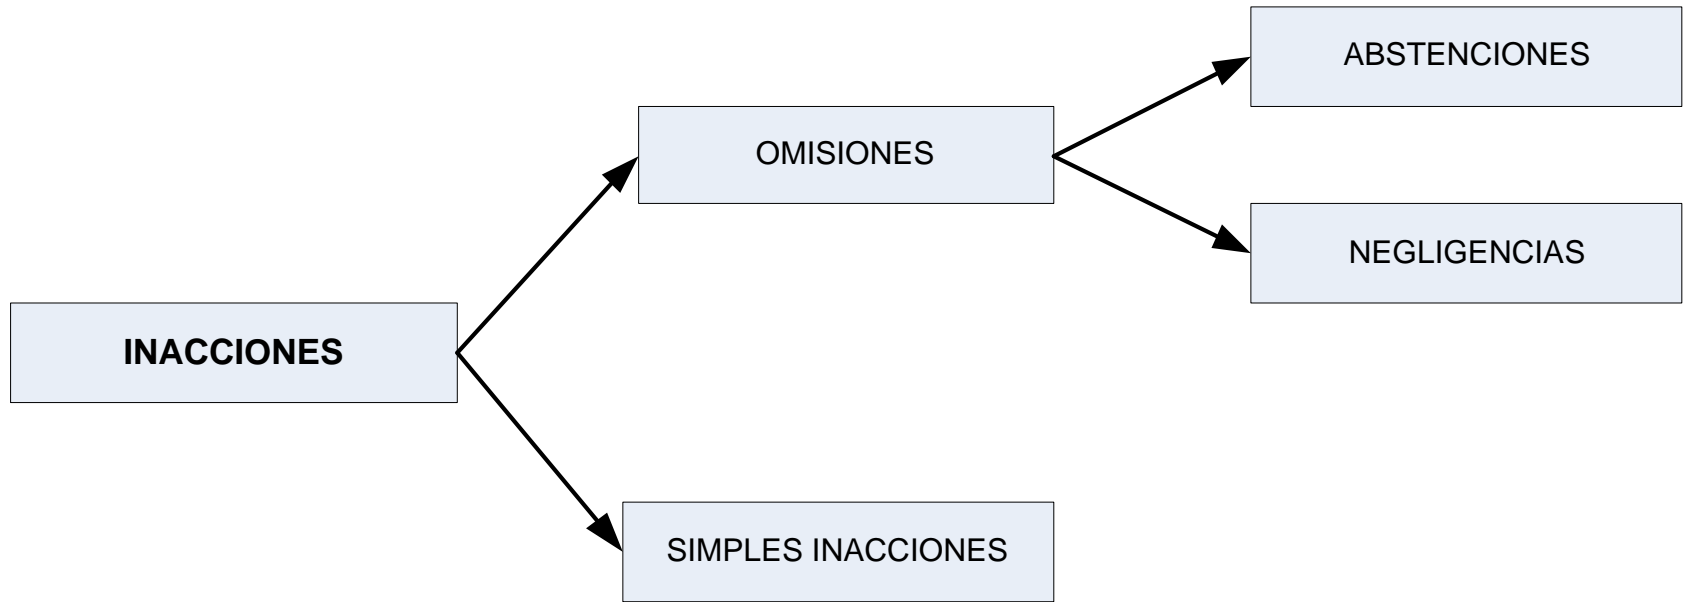 ABSTENCIONES
OMISIONES
NEGLIGENCIAS
INACCIONES
SIMPLES INACCIONES